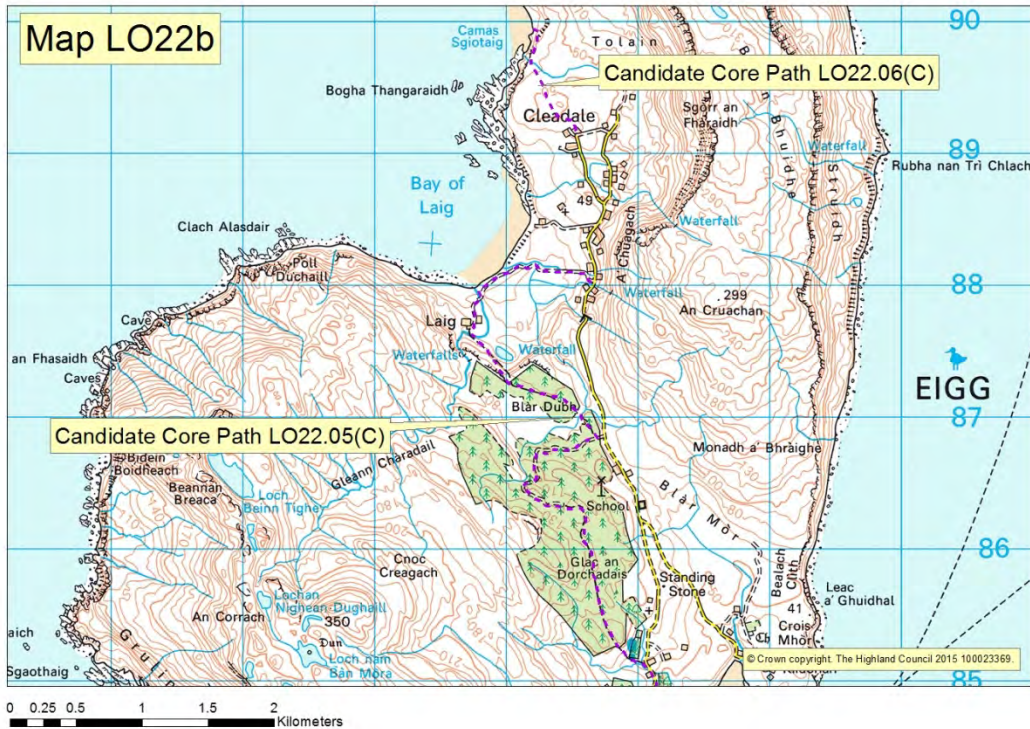 Map LO22b
Camas
Sgiotaig
Tolain
90
Candidate Core Path LO22.06(C)
Bogha Thangaraidh
Cleadale
Sgorr an
Fharaidh
Bhuidhe
Struidh
Waterfall
89
Rubha nan Trì Chlach
Bay of
Laig
49
A' Chuagach
Waterfall
Clach Alasdair
Poll
Duchaill
88
299
An Cruachan
Waterfall
Cave
Laig
an Fhasaidh
Caves
Waterfalls
Waterfall
EIGG
Blàr Dubh
87
Candidate Core Path LO22.05(C)
Monadh a' Bhràighe
Bidein
Boidheach
Gleann Charadail
Beannan
Breaca
Loch
Beinn Tighe
School
Blàr Mòr
86
Cnoc
Creagach
Glac an
Dorchadais
Standing
Stone
Bealach
Clith
Leac
a' Ghuidhal
Lochan
Nighean Dughaill
An Corrach
350
41
Crois
Mhòr
Dun
Loch nam
Bàn Mòra
Sgaothaig
© Crown copyright. The Highland Council 2015 100023369.
85
0 0.25 0.5 1 1.5 2
Kilometers